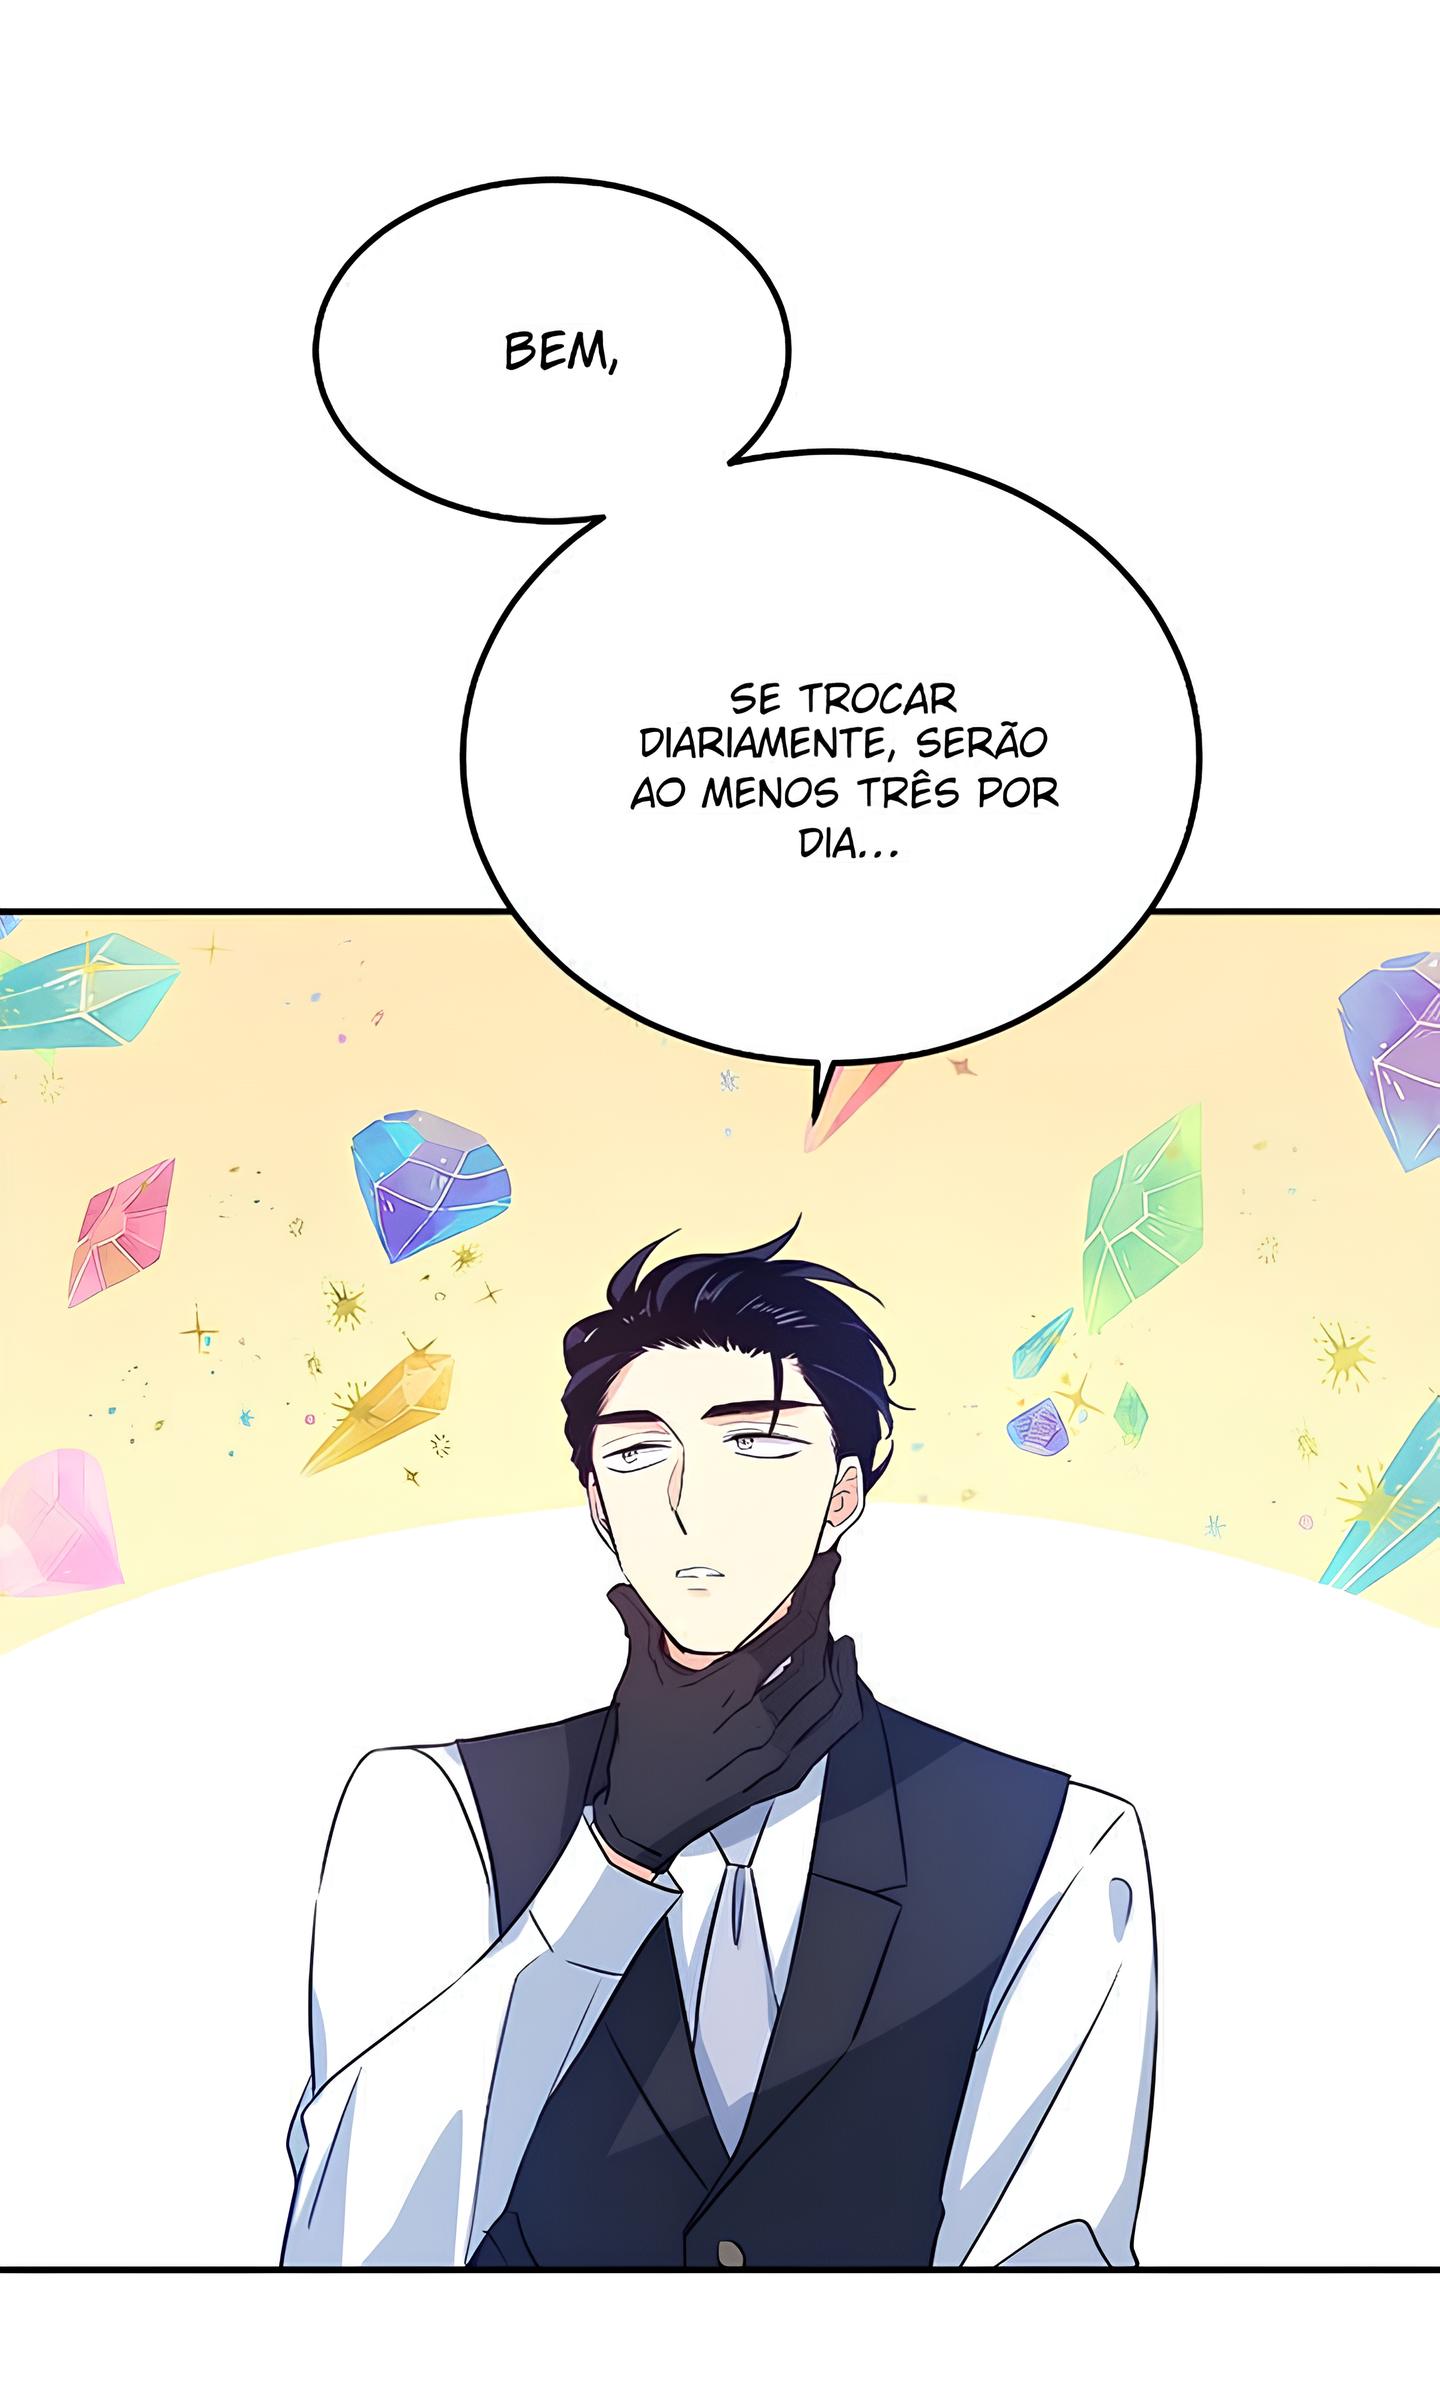 BEM,
SE TROCAR
DIARIAMENTE, SERÃO
AO MENOS TRÊS POR
DIA...